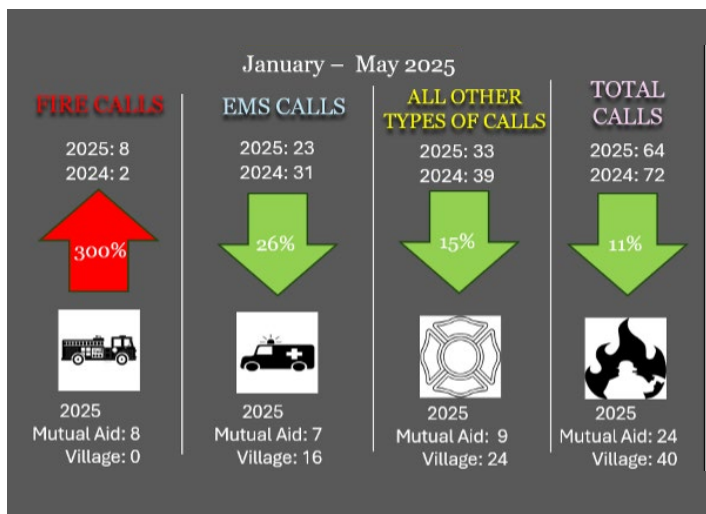 January – May 2025
FIRE CALLS
2025: 8
2024: 2
300%
2025
Mutual Aid: 8
Village: 0
EMS CALLS
2025: 23
2024: 31
26%
2025
Mutual Aid: 7
Village: 16
ALL OTHER
TYPES OF CALLS
2025: 33
2024: 39
15%
2025
Mutual Aid: 9
Village: 24
TOTAL
CALLS
2025: 64
2024: 72
11%
2025
Mutual Aid: 24
Village: 40